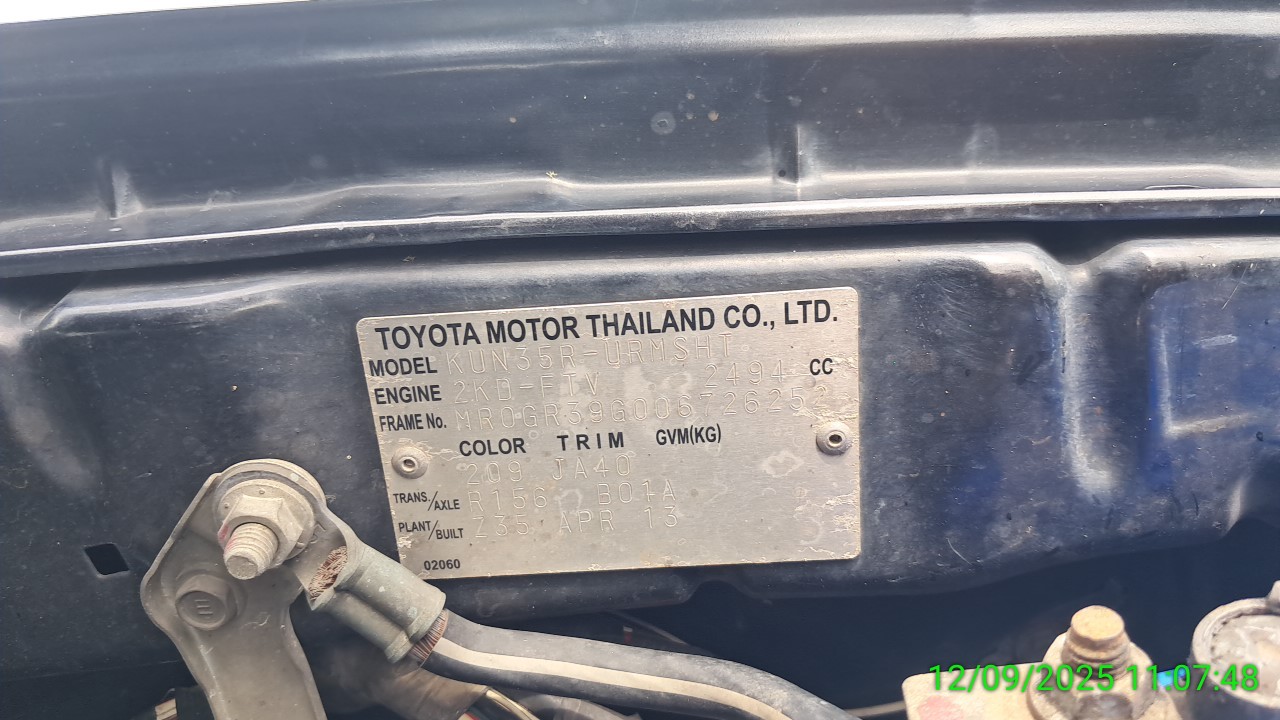 TOYOTA MOTOR THAILAND CO., LTD.
MODEL KUN35R-URMSHT
ENGINE 2KD-FTV 2494 CC
FRAME No. MR0GR39G006726252
COLOR TRIM GVM(KG)
209 JA40
TRANS./AXLE R156 B01A
PLANT/BUILT Z35 APR 13
02060
12/09/2025 11:07:48